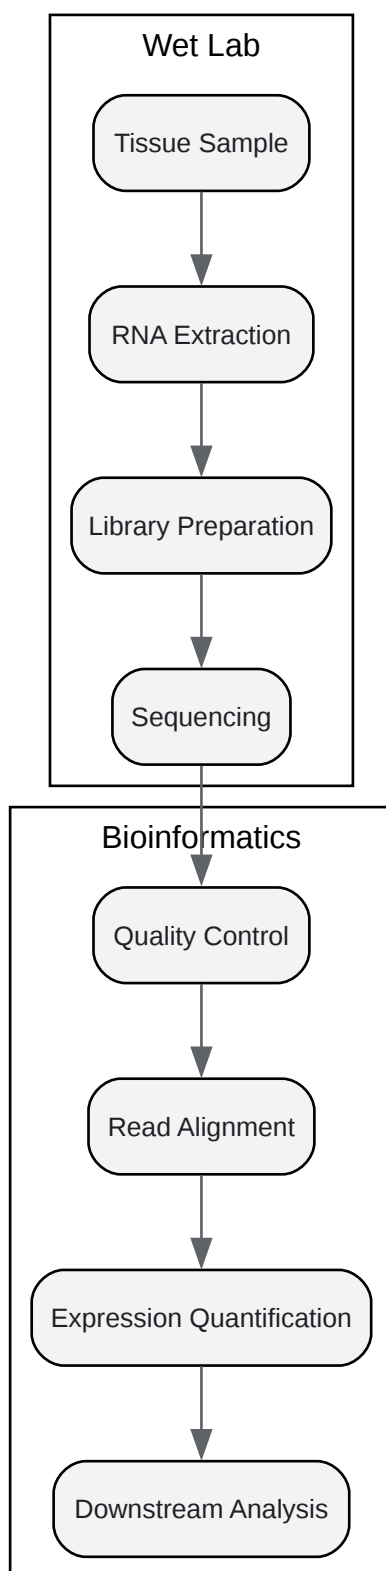 Wet Lab
Tissue Sample
RNA Extraction
Library Preparation
Sequencing
Bioinformatics
Quality Control
Read Alignment
Expression Quantification
Downstream Analysis